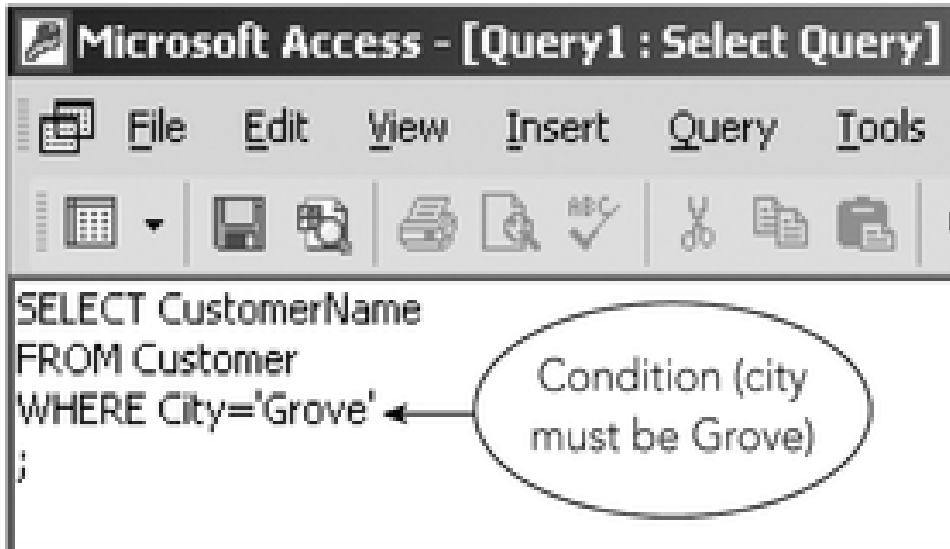 Microsoft Access - [Query1 : Select Query]
File Edit View Insert Query Tools
ABC
SELECT CustomerName
FROM Customer
WHERE City='Grove'
;
Condition (city
must be Grove)